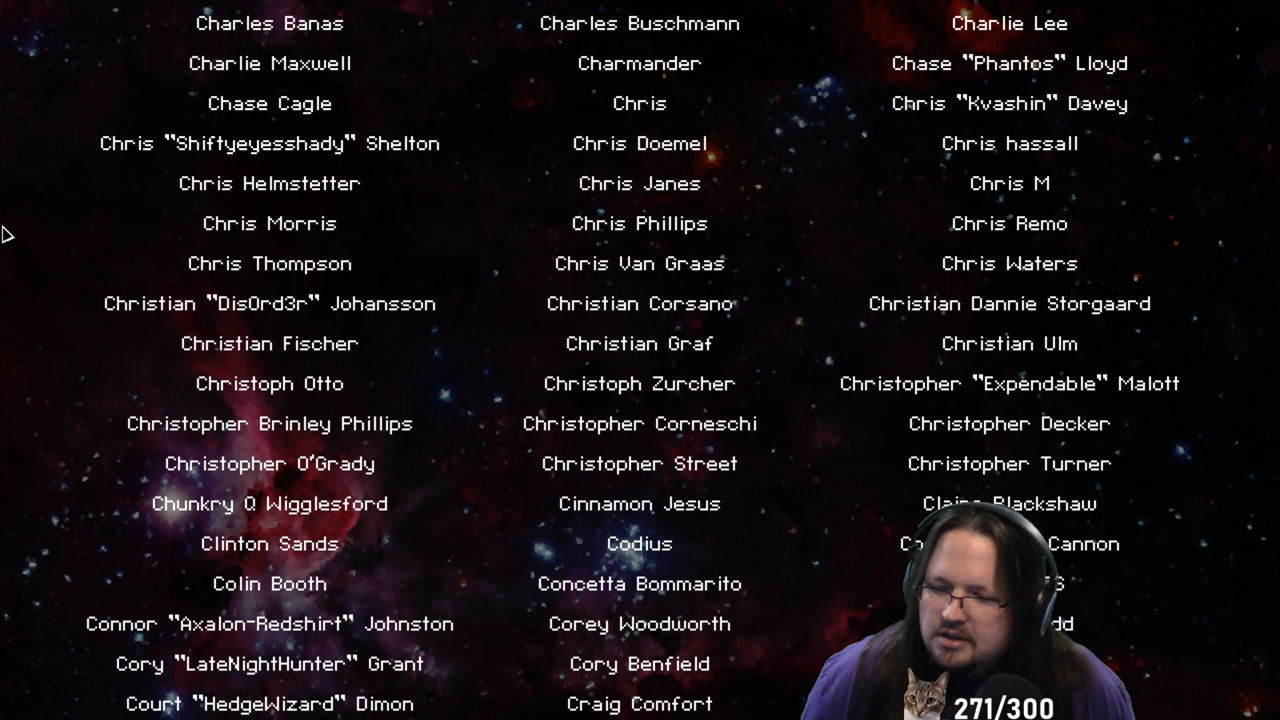 Charles Banas Charles Buschmann Charlie Lee
Charlie Maxwell Charmander Chase "Phantos" Lloyd
Chase Cagle Chris Chris "Kvashin" Davey
Chris "Shiftyeyesshady" Shelton Chris Doemel Chris hassall
Chris Helmstetter Chris Janes Chris M
Chris Morris Chris Phillips Chris Remo
Chris Thompson Chris Van Graas Chris Waters
Christian "DisOrd3r" Johansson Christian Corsano Christian Dannie Storgaard
Christian Fischer Christian Graf Christian Ulm
Christoph Otto Christoph Zurcher Christopher "Expendable" Malott
Christopher Brinley Phillips Christopher Corneschi Christopher Decker
Christopher O'Grady Christopher Street Christopher Turner
Chunkry Q Wigglesford Cinnamon Jesus Blackshaw
Clinton Sands Codius Cannon
Colin Booth Concetta Bommarito
Connor "Axalon-Redshirt" Johnston Corey Woodworth
Cory "LateNightHunter" Grant Cory Benfield
Court "HedgeWizard" Dimon Craig Comfort
271/300